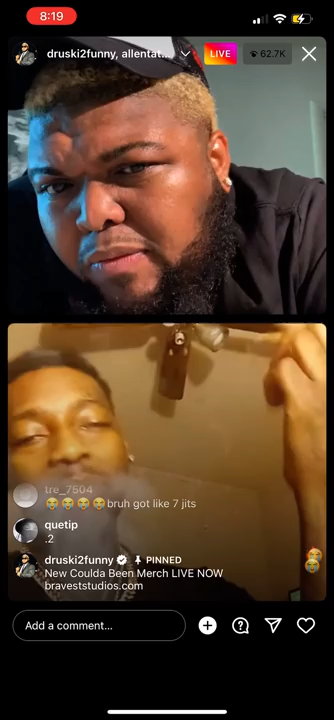 8:19
druski2funny, allentat...
LIVE
62.7K
tre_7504
😭😭😭😭bruh got like 7 jits
quetip
.2
druski2funny PINNED
New Coulda Been Merch LIVE NOW
braveststudios.com
Add a comment...